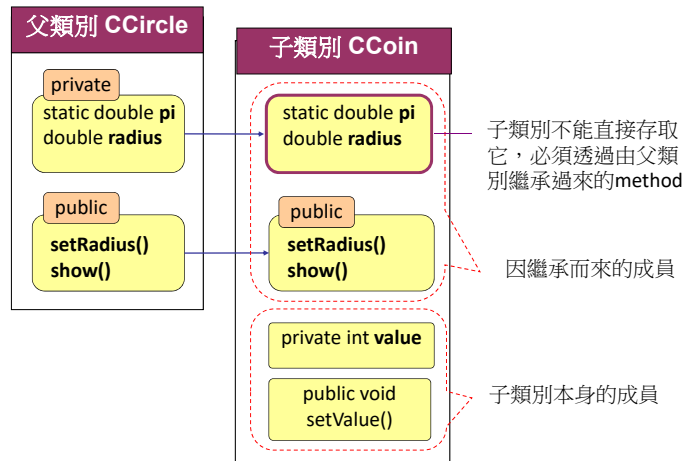 父類別 CCircle
private
static double pi
double radius
public
setRadius()
show()
子類別 CCoin
static double pi
double radius
public
setRadius()
show()
private int value
public void
setValue()
子類別不能直接存取
它，必須透過由父類
別繼承過來的method
因繼承而來的成員
子類別本身的成員